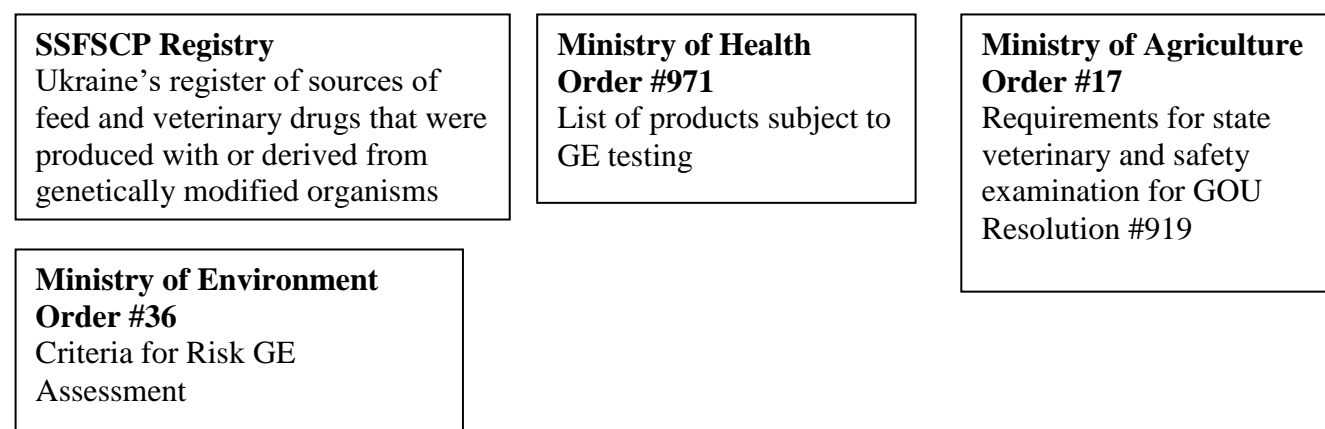 SSFSCP Registry
Ukraine’s register of sources of
feed and veterinary drugs that were
produced with or derived from
genetically modified organisms
Ministry of Health
Order #971
List of products subject to
GE testing
Ministry of Agriculture
Order #17
Requirements for state
veterinary and safety
examination for GOU
Resolution #919
Ministry of Environment
Order #36
Criteria for Risk GE
Assessment